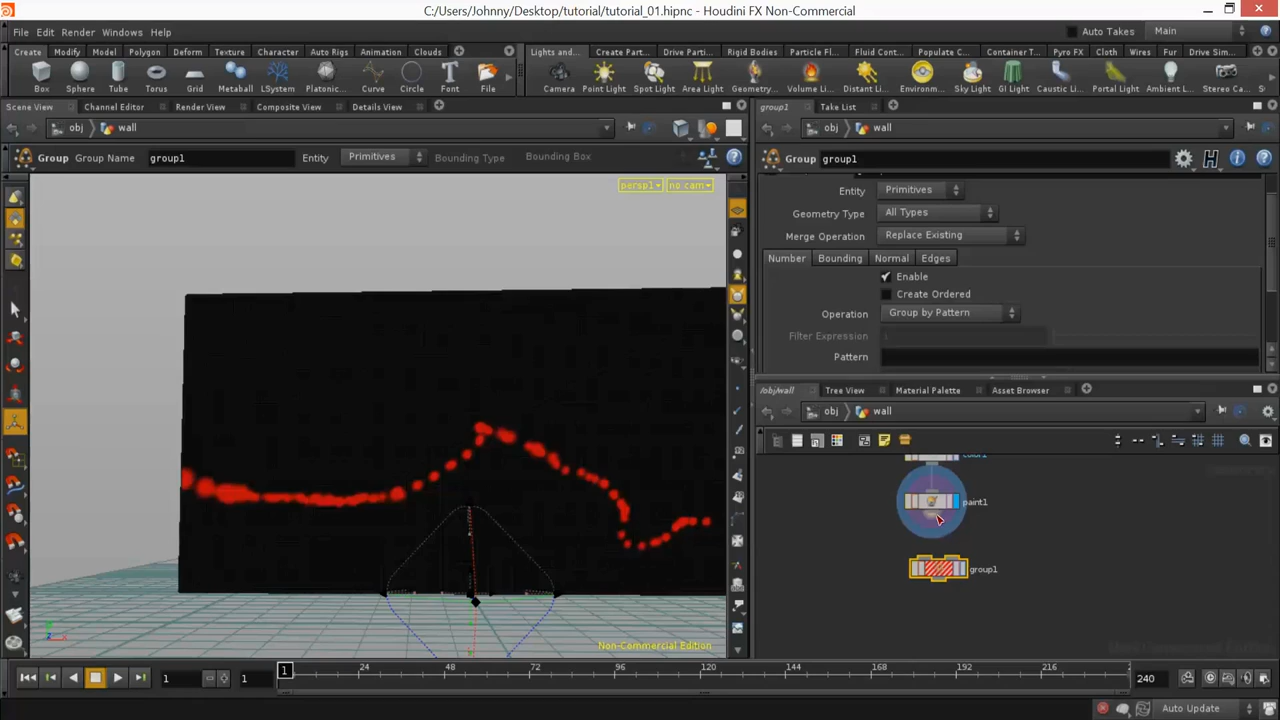 C:/Users/Johnny/Desktop/tutorial/tutorial_01.hipnc - Houdini FX Non-Commercial
File Edit Render Windows Help
Auto Takes Main
Create Modify Model Polygon Deform Texture Character Auto Rigs Animation Clouds
Lights and... Create Part... Drive Parti... Rigid Bodies Particle Fl... Fluid Cont... Populate C... Container T... Pyro FX Cloth Wires Fur Drive Sim...
Box Sphere Tube Torus Grid Metaball LSystem Platonic... Curve Circle Font File
Camera Point Light Spot Light Area Light Geometry... Volume Li... Distant Li... Environm... Sky Light GI Light Caustic Li... Portal Light Ambient L... Stereo Ca...
Scene View Channel Editor Render View Composite View Details View
group1 Take List
obj wall
obj wall
Group Group Name group1 Entity Primitives Bounding Type Bounding Box
Group group1
persp1 no cam
Entity Primitives
Geometry Type All Types
Merge Operation Replace Existing
Number Bounding Normal Edges
Enable
Create Ordered
Operation Group by Pattern
Filter Expression 1
Pattern
/obj/wall Tree View Material Palette Asset Browser
obj wall
color1
paint1
group1
Non-Commercial Edition
1 24 48 72 96 120 144 168 192 216
1 1 240
Auto Update